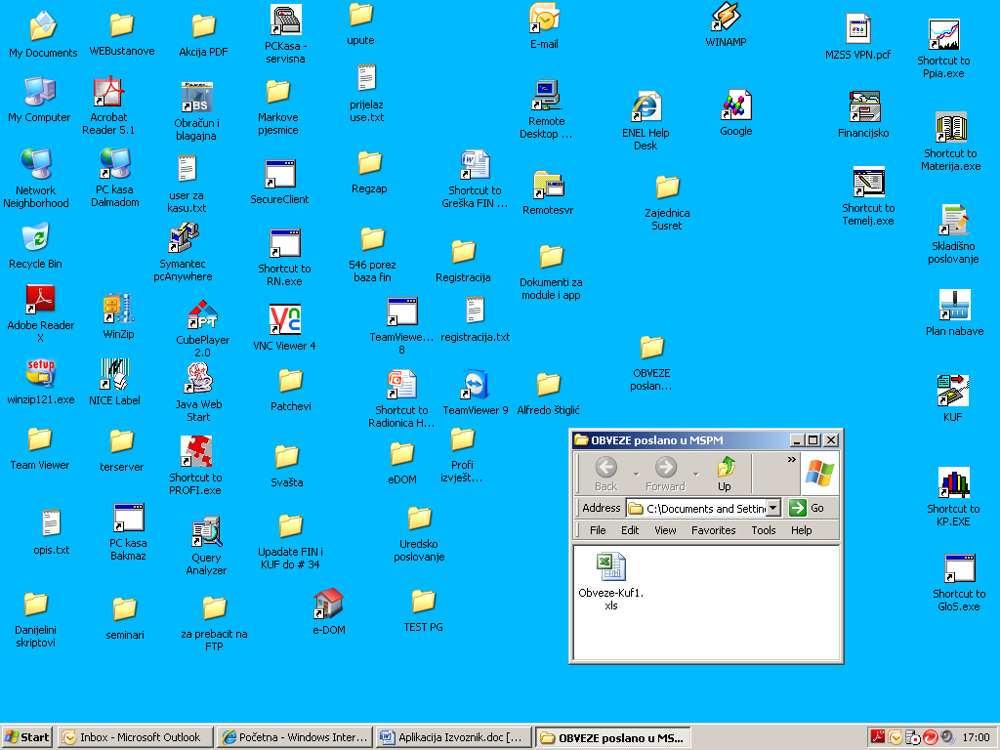 My Documents
WEBustanove
Akcija PDF
PCKasa -
servisna
upute
E-mail
WINAMP
MZSS VPN.pcf
Shortcut to
Ppia.exe
My Computer
Acrobat
Reader 5.1
Obračun i
blagajna
Markove
pjesmice
prijelaz
use.txt
Remote
Desktop ...
ENEL Help
Desk
Google
Financijsko
Shortcut to
Materija.exe
Network
Neighborhood
PC kasa
Dalmadom
user za
kasu.txt
SecureClient
Regzap
Shortcut to
Greška FIN ...
Remotesvr
Zajednica
Susret
Shortcut to
Temelj.exe
Skladišno
poslovanje
Recycle Bin
Symantec
pcAnywhere
Shortcut to
RN.exe
546 porez
baza fin
Registracija
Dokumenti za
module i app
Adobe Reader
X
WinZip
CubePlayer
2.0
VNC Viewer 4
TeamViewe...
8
registracija.txt
OBVEZE
poslan...
Plan nabave
setup
winzip121.exe
NICE Label
Java Web
Start
Patchevi
Shortcut to
Radionica H...
TeamViewer 9
Alfredo štiglić
KUF
Team Viewer
terserver
Shortcut to
PROFI.exe
Svašta
eDOM
Profi
izvješt...
Shortcut to
KP.EXE
opis.txt
PC kasa
Bakmaz
Query
Analyzer
Upadate FIN i
KUF do # 34
Uredsko
poslovanje
Shortcut to
GloS.exe
Danijelini
skriptovi
seminari
za prebacit na
FTP
e-DOM
TEST PG
OBVEZE poslano u MSPM
Back
Forward
Up
Address
C:\Documents and Settin
Go
File Edit View Favorites Tools Help
Obveze-Kuf1.
xls
Start
Inbox - Microsoft Outlook
Početna - Windows Inter...
Aplikacija Izvoznik.doc [...
OBVEZE poslano u MS...
17:00